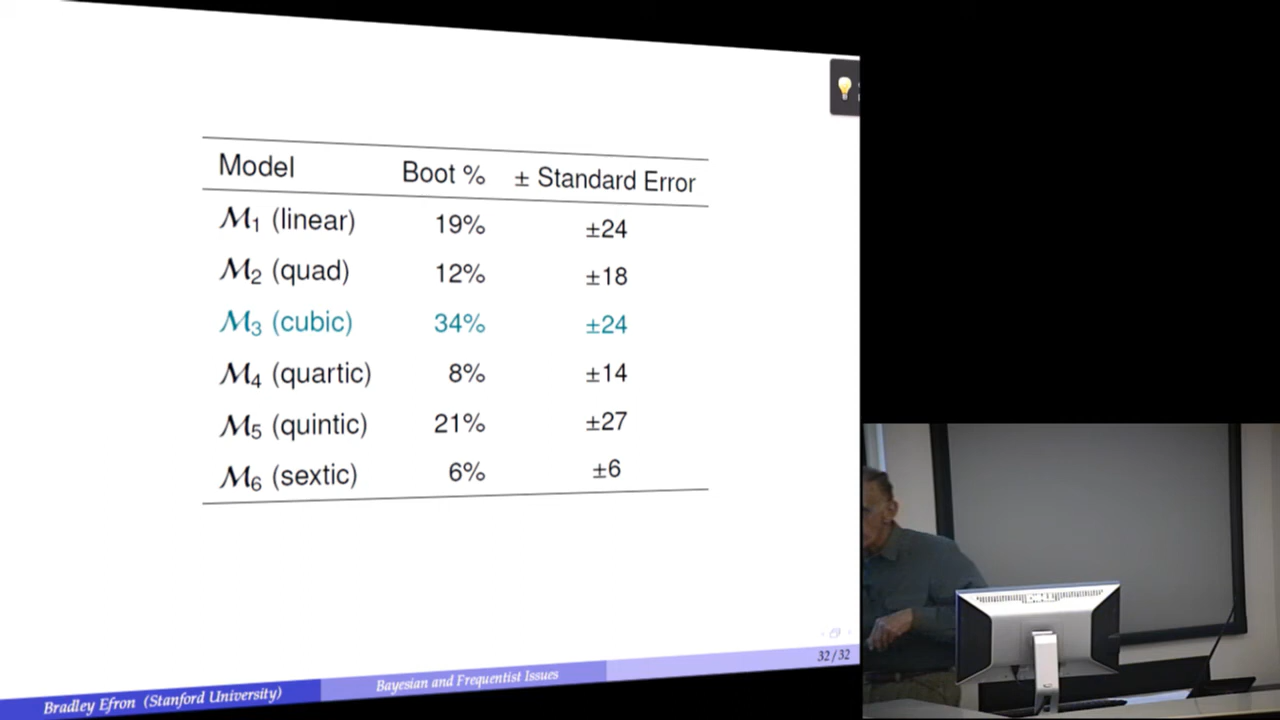 Model Boot % ± Standard Error
ℳ1 (linear) 19% ±24
ℳ2 (quad) 12% ±18
ℳ3 (cubic) 34% ±24
ℳ4 (quartic) 8% ±14
ℳ5 (quintic) 21% ±27
ℳ6 (sextic) 6% ±6
32 / 32
Bradley Efron (Stanford University) Bayesian and Frequentist Issues